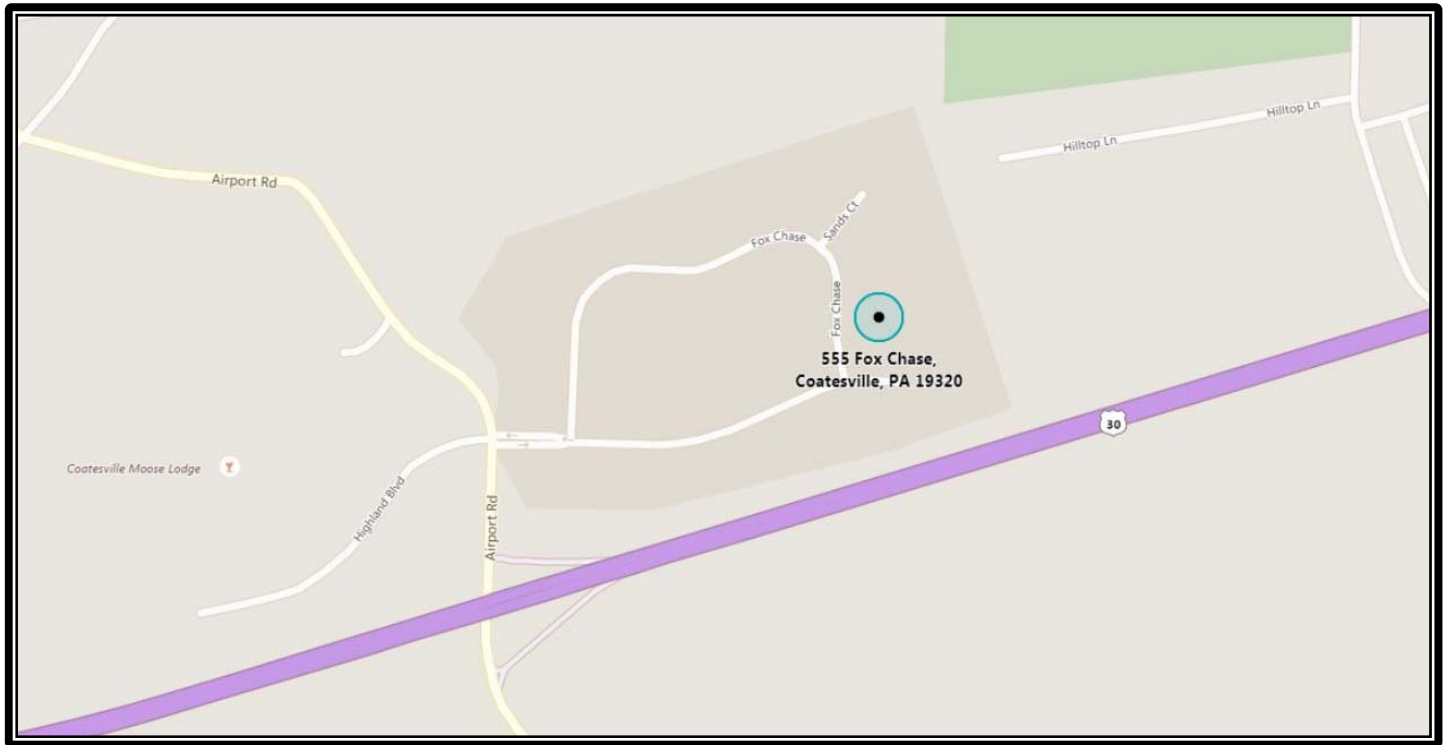 Hilltop Ln
Hilltop Ln
Airport Rd
Sands Ct
Fox Chase
Fox Chase
555 Fox Chase,
Coatesville, PA 19320
30
Coatesville Moose Lodge
Highland Blvd
Airport Rd